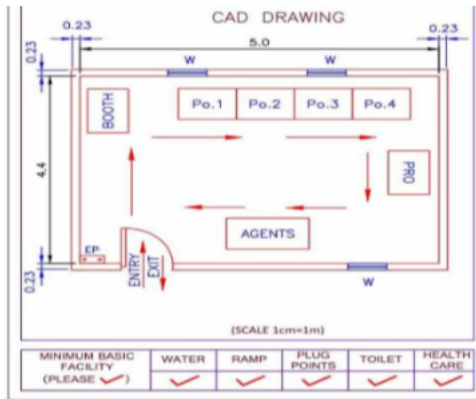 CAD DRAWING
0.23
5.0
0.23
0.23
W
W
BOOTH
Po.1
Po.2
Po.3
Po.4
4.4
PRO
AGENTS
EP
ENTRY
EXIT
0.23
W
(SCALE 1cm=1m)
MINIMUM BASIC
FACILITY
(PLEASE ✓)
WATER
RAMP
PLUG
POINTS
TOILET
HEALTH
CARE
✓ ✓ ✓ ✓ ✓